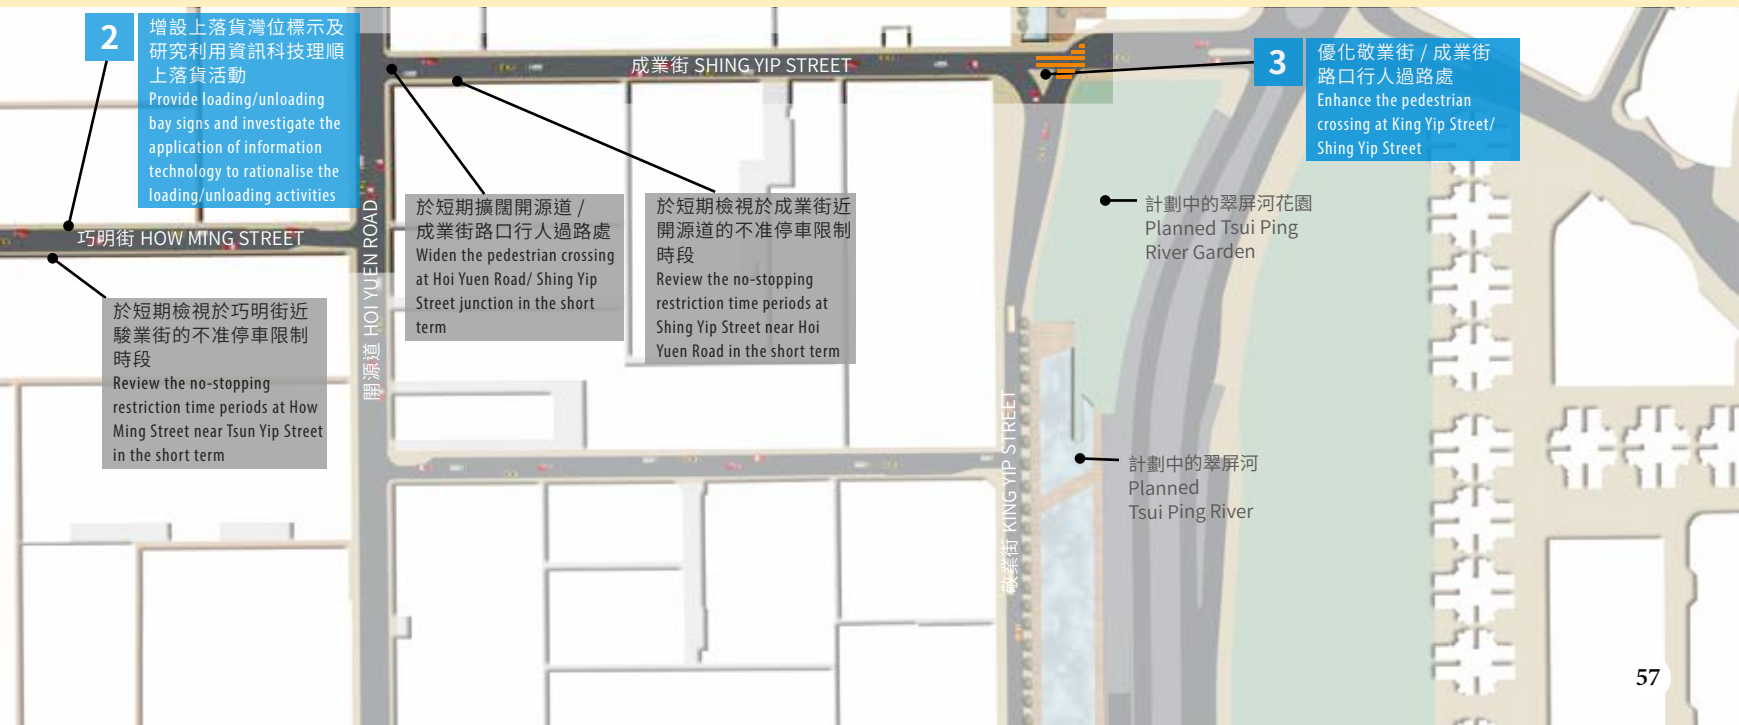 2
增設上落貨灣位標示及
研究利用資訊科技理順
上落貨活動
Provide loading/unloading
bay signs and investigate the
application of information
technology to rationalise the
loading/unloading activities
成業街 SHING YIP STREET
3
優化敬業街 / 成業街
路口行人過路處
Enhance the pedestrian
crossing at King Yip Street/
Shing Yip Street
巧明街 HOW MING STREET
開源道 HOI YUEN ROAD
於短期擴闊開源道 /
成業街路口行人過路處
Widen the pedestrian crossing
at Hoi Yuen Road/ Shing Yip
Street junction in the short
term
於短期檢視於成業街近
開源道的不准停車限制
時段
Review the no-stopping
restriction time periods at
Shing Yip Street near Hoi
Yuen Road in the short term
計劃中的翠屏河花園
Planned Tsui Ping
River Garden
於短期檢視於巧明街近
駿業街的不准停車限制
時段
Review the no-stopping
restriction time periods at How
Ming Street near Tsun Yip Street
in the short term
敬業街 KING YIP STREET
計劃中的翠屏河
Planned
Tsui Ping River
57